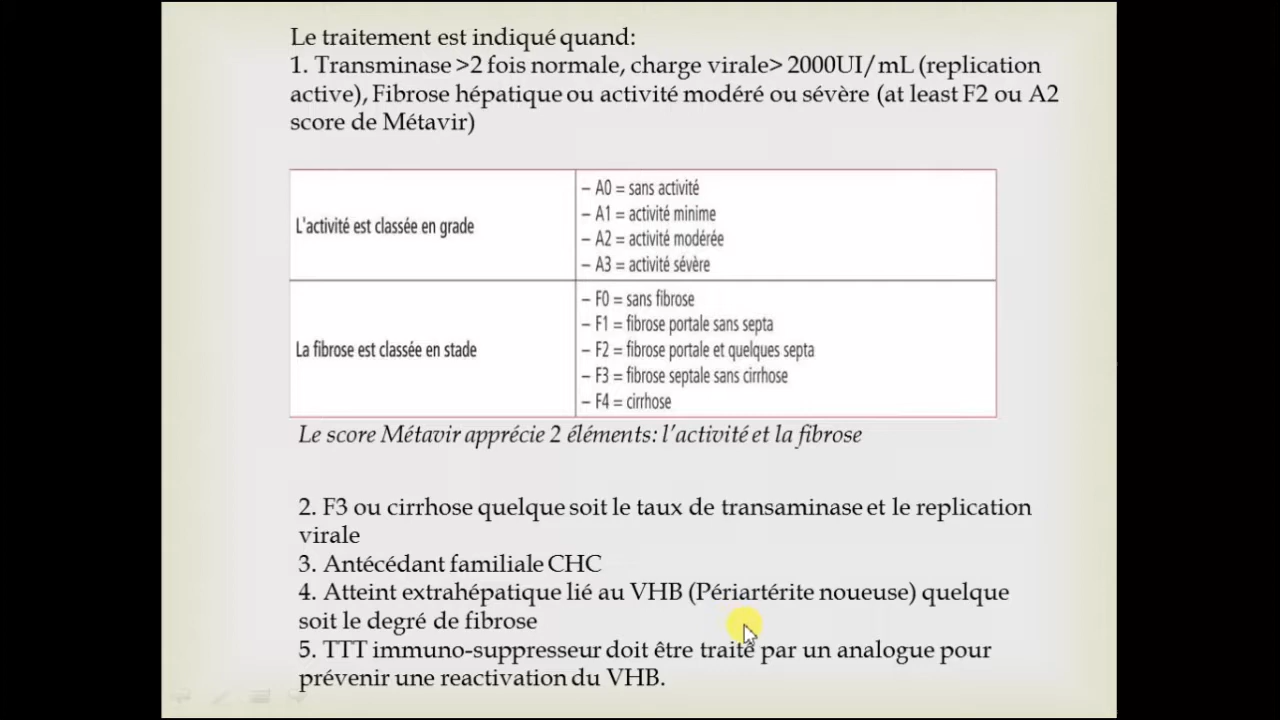 Le traitement est indiqué quand:
1. Transminase >2 fois normale, charge virale> 2000UI/mL (replication
active), Fibrose hépatique ou activité modéré ou sévère (at least F2 ou A2
score de Métavir)
L'activité est classée en grade
– A0 = sans activité
– A1 = activité minime
– A2 = activité modérée
– A3 = activité sévère
La fibrose est classée en stade
– F0 = sans fibrose
– F1 = fibrose portale sans septa
– F2 = fibrose portale et quelques septa
– F3 = fibrose septale sans cirrhose
– F4 = cirrhose
Le score Métavir apprécie 2 éléments: l'activité et la fibrose
2. F3 ou cirrhose quelque soit le taux de transaminase et le replication
virale
3. Antécédant familiale CHC
4. Atteint extrahépatique lié au VHB (Périartérite noueuse) quelque
soit le degré de fibrose
5. TTT immuno-suppresseur doit être traité par un analogue pour
prévenir une reactivation du VHB.